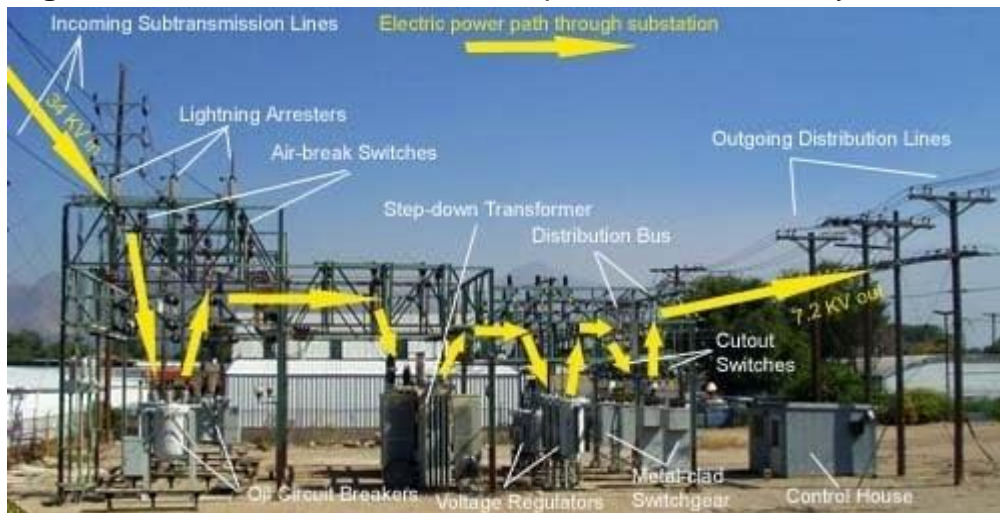 Incoming Subtransmission Lines
Electric power path through substation
34 KV in
Lightning Arresters
Air-break Switches
Outgoing Distribution Lines
Step-down Transformer
Distribution Bus
7.2 KV out
Cutout
Switches
Oil Circuit Breakers
Voltage Regulators
Metal-clad
Switchgear
Control House